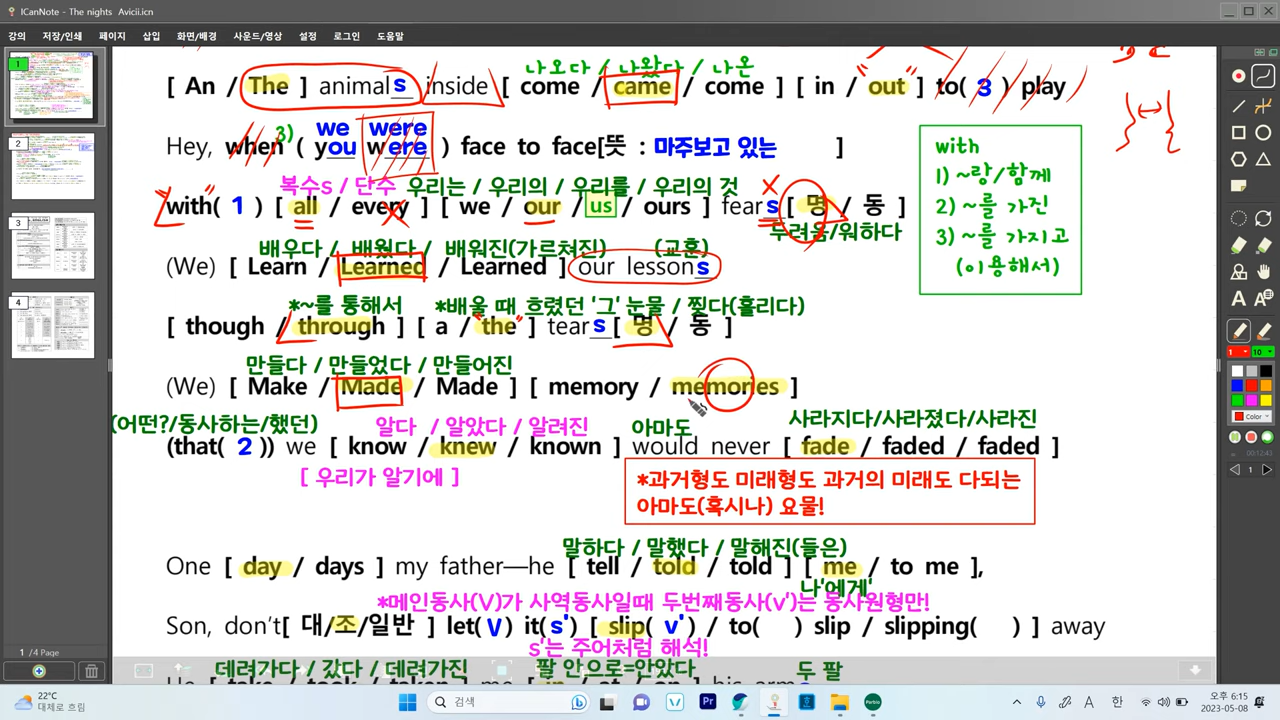 ICanNote - The nights Avicii.icn
강의 저장/인쇄 페이지 삽입 화면/배경 사운드/영상 설정 로그인 도움말
나오다 / 나왔다 / 나온
[ An / The ] animals inside [ come / came / come ] [ in / out ] to( 3 ) play
3) we were
Hey, when ( you were ) face to face[뜻 : 마주보고 있는 ]
with
1) ~랑/함께
2) ~를 가진
3) ~를 가지고
(이용해서)
복수s / 단수 우리는 / 우리의 / 우리를 / 우리의 것
with( 1 ) [ all / every ] [ we / our / us / ours ] fears[ 명 / 동 ]
두려움/워하다
배우다 / 배웠다 / 배워진(가르쳐진) (교훈)
(We) [ Learn / Learned / Learned ] our lessons
*~를 통해서 *배울 때 흐렸던 '그' 눈물 / 찢다(흘리다)
[ though / through ] [ a / "the" ] tears[ 명 / 동 ]
만들다 / 만들었다 / 만들어진
(We) [ Make / Made / Made ] [ memory / memories ]
(어떤?/동사하는/했던) 알다 / 알았다 / 알려진 아마도 사라지다/사라졌다/사라진
(that( 2 )) we [ know / knew / known ] would never [ fade / faded / faded ]
[ 우리가 알기에 ]
*과거형도 미래형도 과거의 미래도 다되는
아마도(혹시나) 요물!
말하다 / 말했다 / 말해진(들은)
One [ day / days ] my father—he [ tell / told / told ] [ me / to me ],
나'에게'
*메인동사(V)가 사역동사일때 두번째동사(v')는 동사원형만!
Son, don't[ 대/조/일반 ] let( V ) it(s') [ slip( v' ) / to( ) slip / slipping( ) ] away
s'는 주어처럼 해석!
데려가다 / 갔다 / 데려가진 팔 안으로=안았다 두 팔
1 /4 Page
22°C
대체로 흐림
검색
오후 6:15
2023-05-08